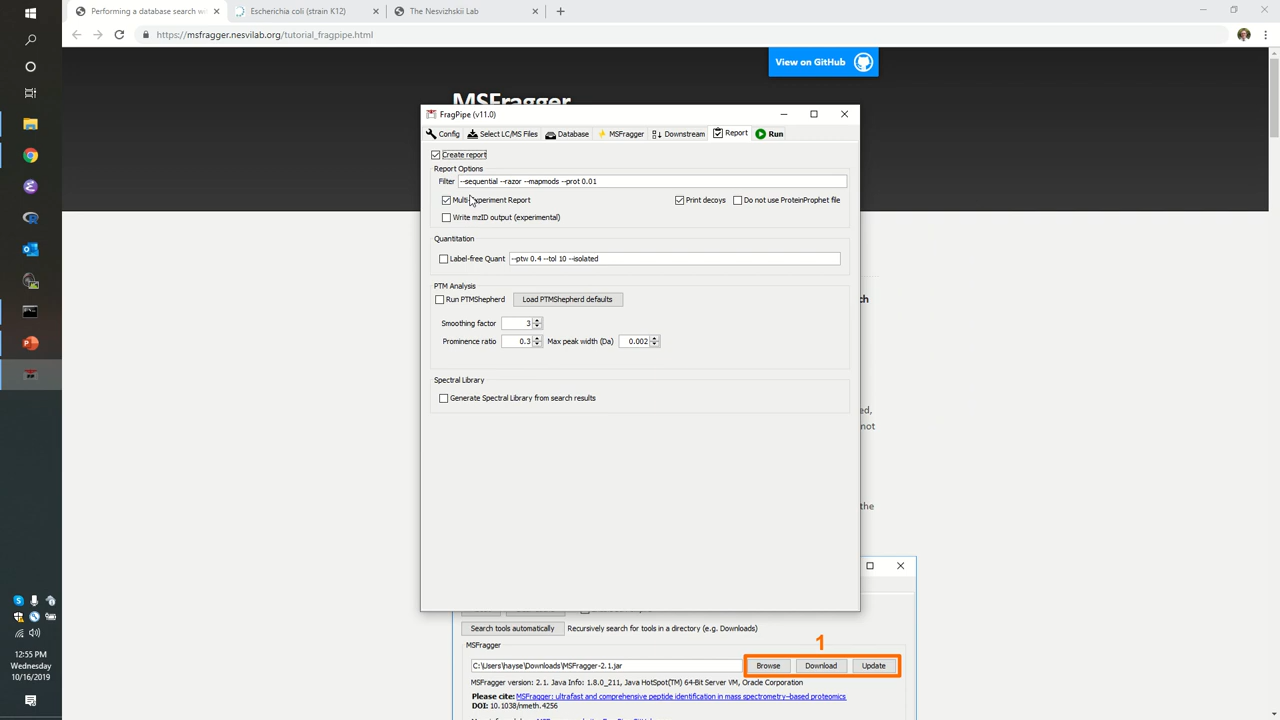 Performing a database search w
Escherichia coli (strain K12)
The Nesvizhskii Lab
https://msfragger.nesvilab.org/tutorial_fragpipe.html
View on GitHub
MSFragger
FragPipe (v11.0)
Config
Select LC/MS Files
Database
MSFragger
Downstream
Report
Run
Create report
Report Options
Filter
--sequential --razor --mapmods --prot 0.01
Multi-Experiment Report
Print decoys
Do not use ProteinProphet file
Write mzID output (experimental)
Quantitation
Label-free Quant
--ptw 0.4 --tol 10 --isolated
PTM Analysis
Run PTMShepherd
Load PTMShepherd defaults
ch
Smoothing factor
3
Prominence ratio
0.3
Max peak width (Da)
0.002
Spectral Library
Generate Spectral Library from search results
ed,
not
the
Search tools automatically
Recursively search for tools in a directory (e.g. Downloads)
MSFragger
1
C:\Users\hayse\Downloads\MSFragger-2.1.jar
Browse
Download
Update
MSFragger version: 2.1. Java Info: 1.8.0_211, Java HotSpot(TM) 64-Bit Server VM, Oracle Corporation
Please cite: MSFragger: ultrafast and comprehensive peptide identification in mass spectrometry–based proteomics
DOI: 10.1038/nmeth.4256
12:55 PM
Wednesday
10/16/2019